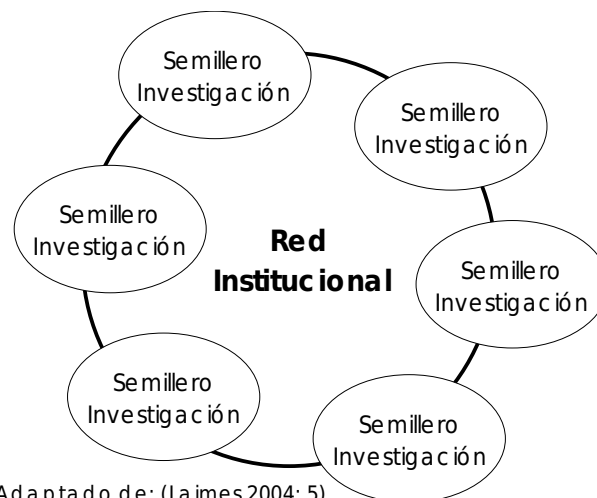 Semillero
Investigación
Semillero
Investigación
Semillero
Investigación
Red
Institucional
Semillero
Investigación
Semillero
Investigación
Semillero
Investigación
Adaptado de: (Jaimes 2004: 5)